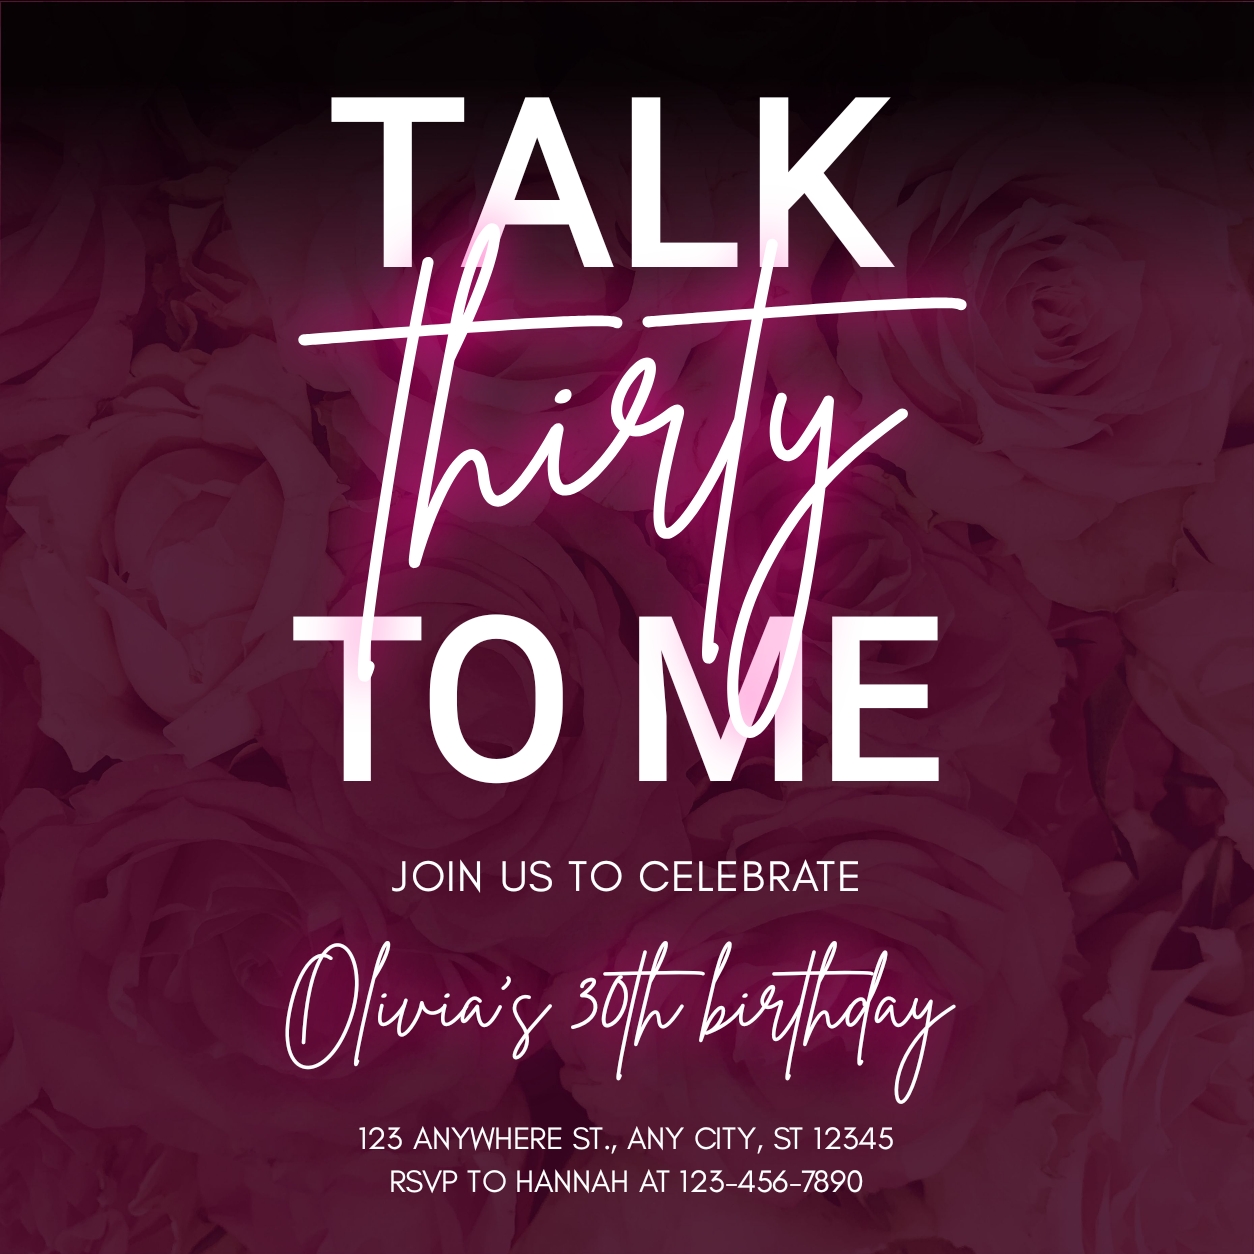 TALK
thirty
TO ME
JOIN US TO CELEBRATE
Olivia's 30th birthday
123 ANYWHERE ST., ANY CITY, ST 12345
RSVP TO HANNAH AT 123-456-7890